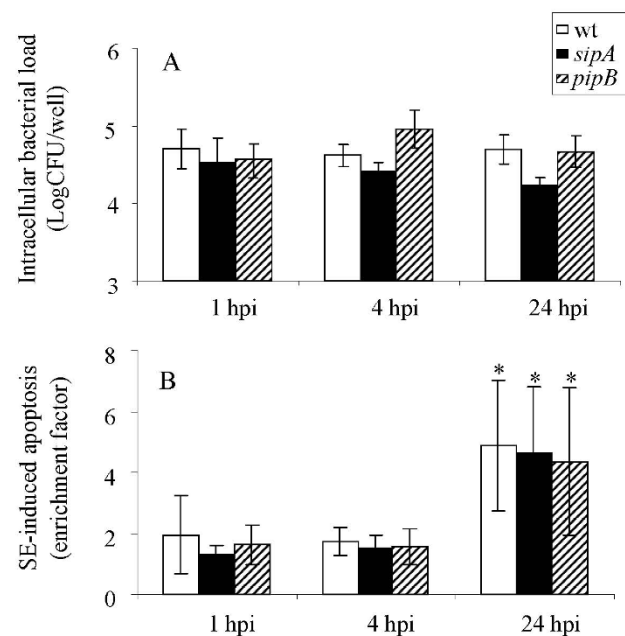 wt
sipA
pipB
A
Intracellular bacterial load
(LogCFU/well)
6
5
4
3
1 hpi 4 hpi 24 hpi
B
SE-induced apoptosis
(enrichment factor)
8
6
4
2
0
* * *
1 hpi 4 hpi 24 hpi